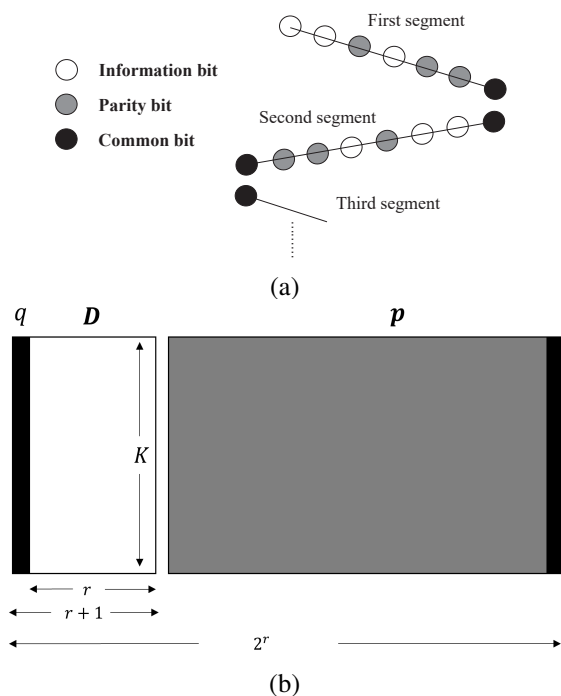 First segment
Information bit
Parity bit
Common bit
Second segment
Third segment
(a)
q D p
K
r
r + 1
2^r
(b)